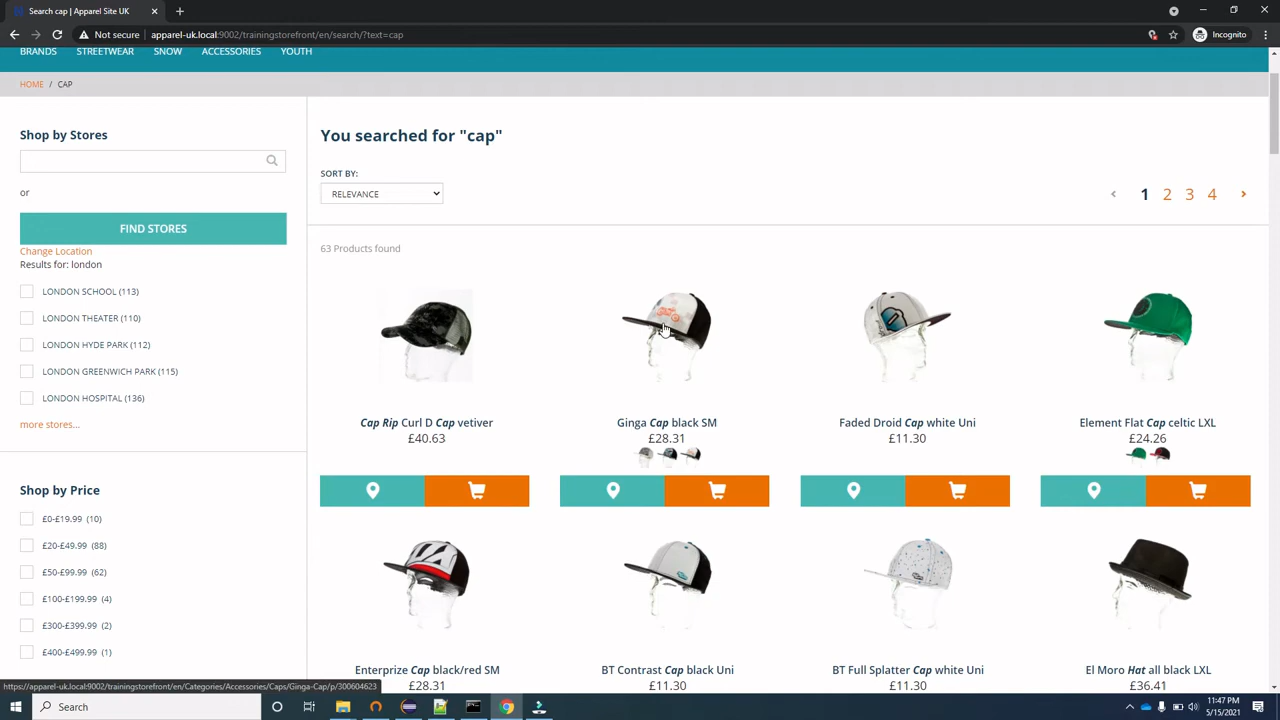 Search cap | Apparel Site UK
Not secure | apparel-uk.local:9002/trainingstorefront/en/search/?text=cap
Incognito
BRANDS STREETWEAR SNOW ACCESSORIES YOUTH
HOME / CAP
Shop by Stores
or
FIND STORES
Change Location
Results for: london
LONDON SCHOOL (113)
LONDON THEATER (110)
LONDON HYDE PARK (112)
LONDON GREENWICH PARK (115)
LONDON HOSPITAL (136)
more stores...
Shop by Price
£0-£19.99 (10)
£20-£49.99 (88)
£50-£99.99 (62)
£100-£199.99 (4)
£300-£399.99 (2)
£400-£499.99 (1)
You searched for "cap"
SORT BY:
RELEVANCE
1 2 3 4
63 Products found
Cap Rip Curl D Cap vetiver
£40.63
Ginga Cap black SM
£28.31
Faded Droid Cap white Uni
£11.30
Element Flat Cap celtic LXL
£24.26
Enterprize Cap black/red SM
£28.31
BT Contrast Cap black Uni
£11.30
BT Full Splatter Cap white Uni
£11.30
El Moro Hat all black LXL
£36.41
https://apparel-uk.local:9002/trainingstorefront/en/Categories/Accessories/Caps/Ginga-Cap/p/300604623
Search
11:47 PM
5/15/2021